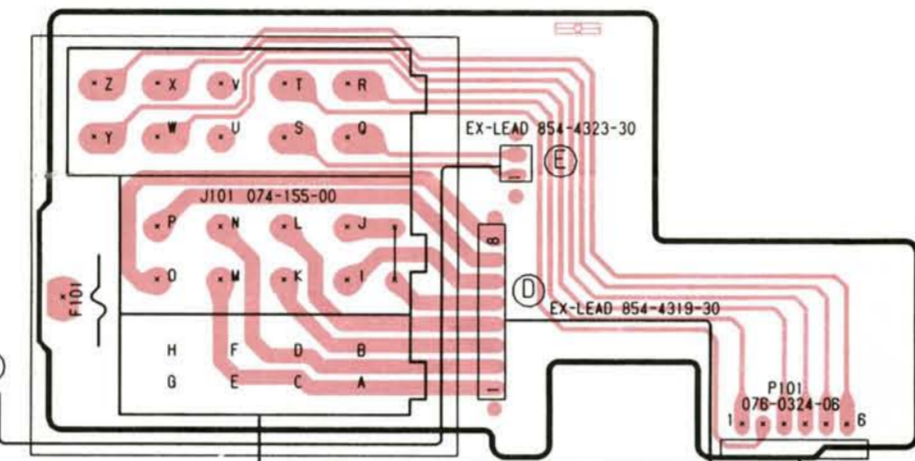 Z X V T R
Y W U S Q
EX-LEAD 854-4323-30
E
1
J101 074-155-00
P N L J
8
O M K I
D
F101
EX-LEAD 854-4319-30
H F D B
G E C A
1
P101
076-0324-06
1 6